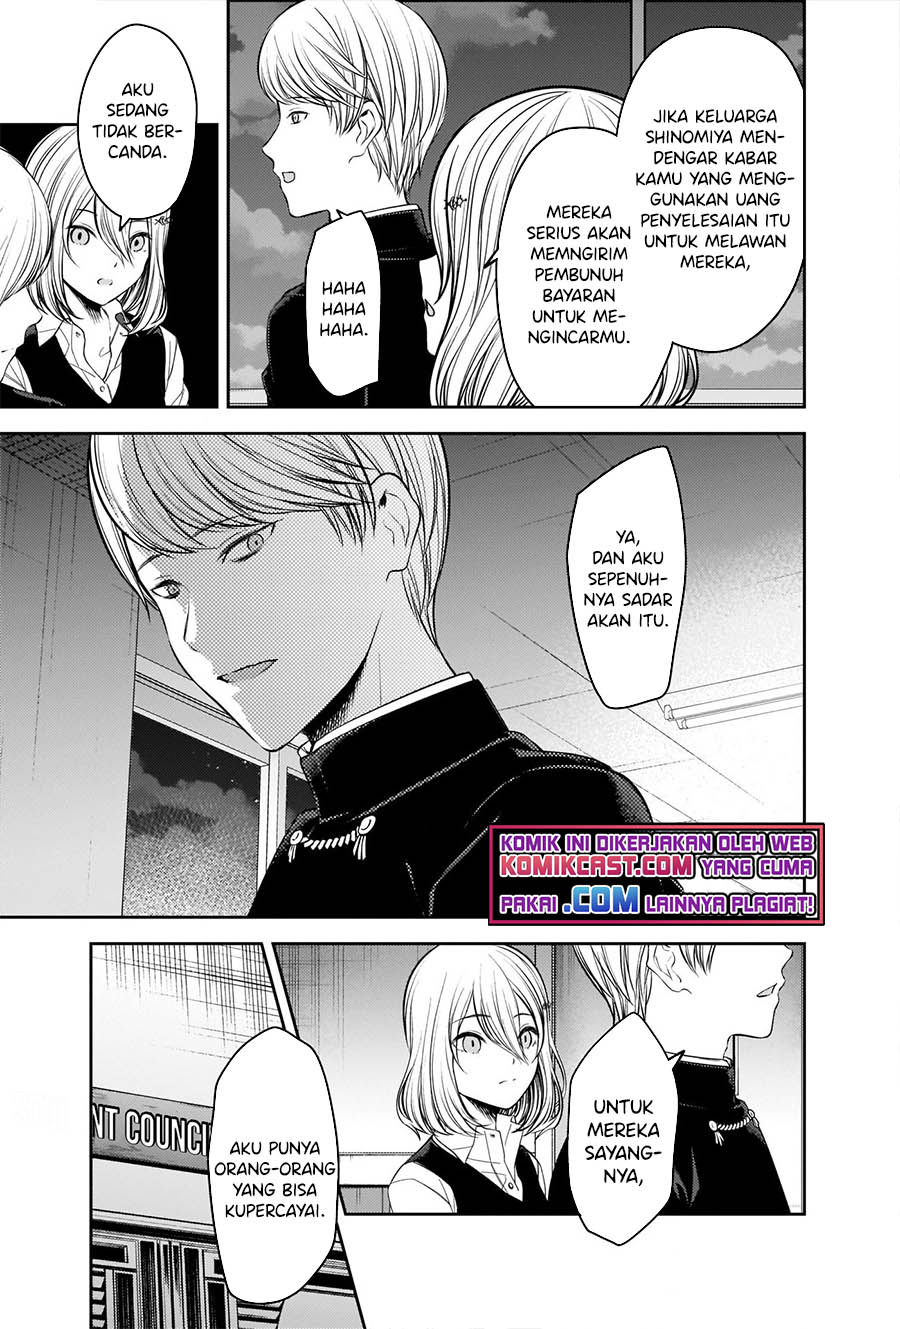 JIKA KELUARGA
SHINOMIYA MEN-
DENGAR KABAR
KAMU YANG MENG-
GUNAKAN UANG
PENYELESAIAN ITU
UNTUK MELAWAN
MEREKA,
MEREKA
SERIUS AKAN
MEMNGIRIM
PEMBUNUH
BAYARAN
UNTUK ME-
NGINCARMU.
HAHA
HAHA
HAHA.
AKU
SEDANG
TIDAK BER-
CANDA.
YA,
DAN AKU
SEPENUH-
NYA SADAR
AKAN ITU.
KOMIK INI DIKERJAKAN OLEH WEB
KOMIKCAST.COM YANG CUMA
PAKAI .COM LAINNYA PLAGIAT!
UNTUK
MEREKA
SAYANG-
NYA,
AKU PUNYA
ORANG-ORANG
YANG BISA
KUPERCAYAI.
NT COUNCI